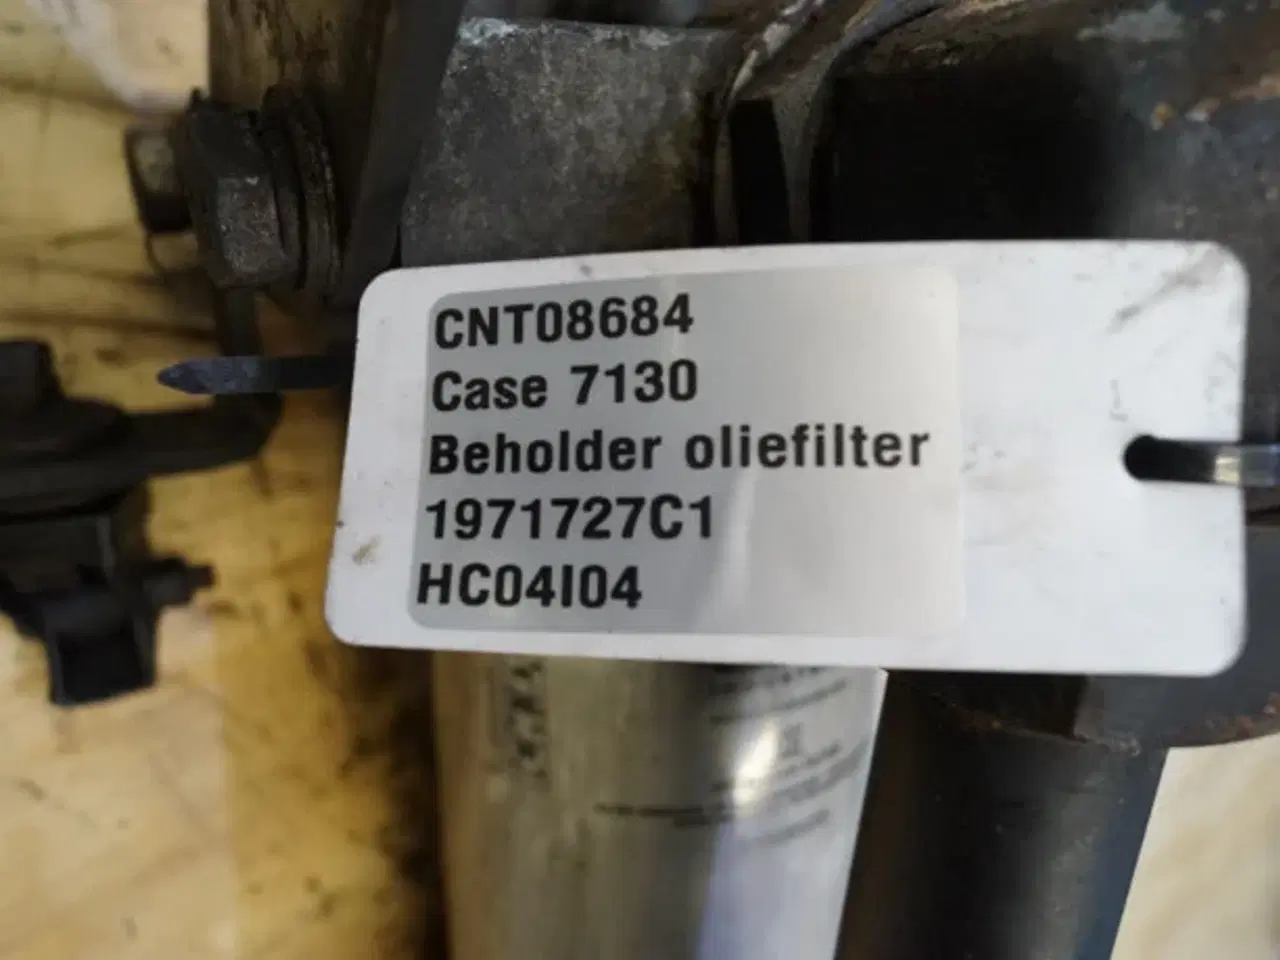 CNT08684
Case 7130
Beholder oliefilter
1971727C1
HC04I04